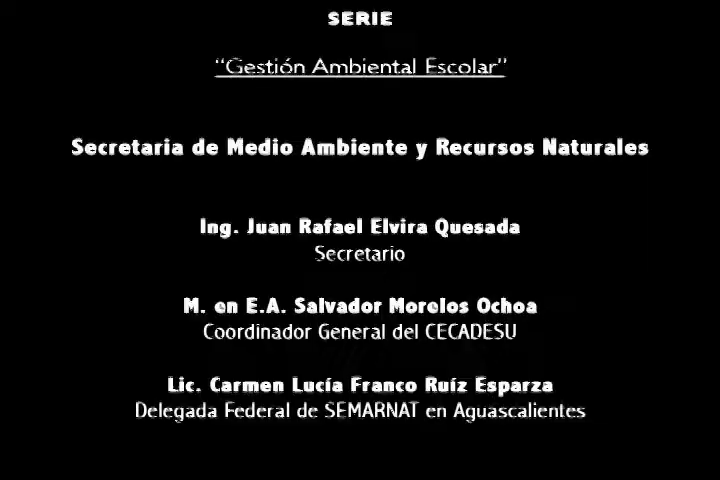 SERIE
“Gestión Ambiental Escolar”
Secretaria de Medio Ambiente y Recursos Naturales
Ing. Juan Rafael Elvira Quesada
Secretario
M. en E.A. Salvador Morelos Ochoa
Coordinador General del CECADESU
Lic. Carmen Lucía Franco Ruíz Esparza
Delegada Federal de SEMARNAT en Aguascalientes